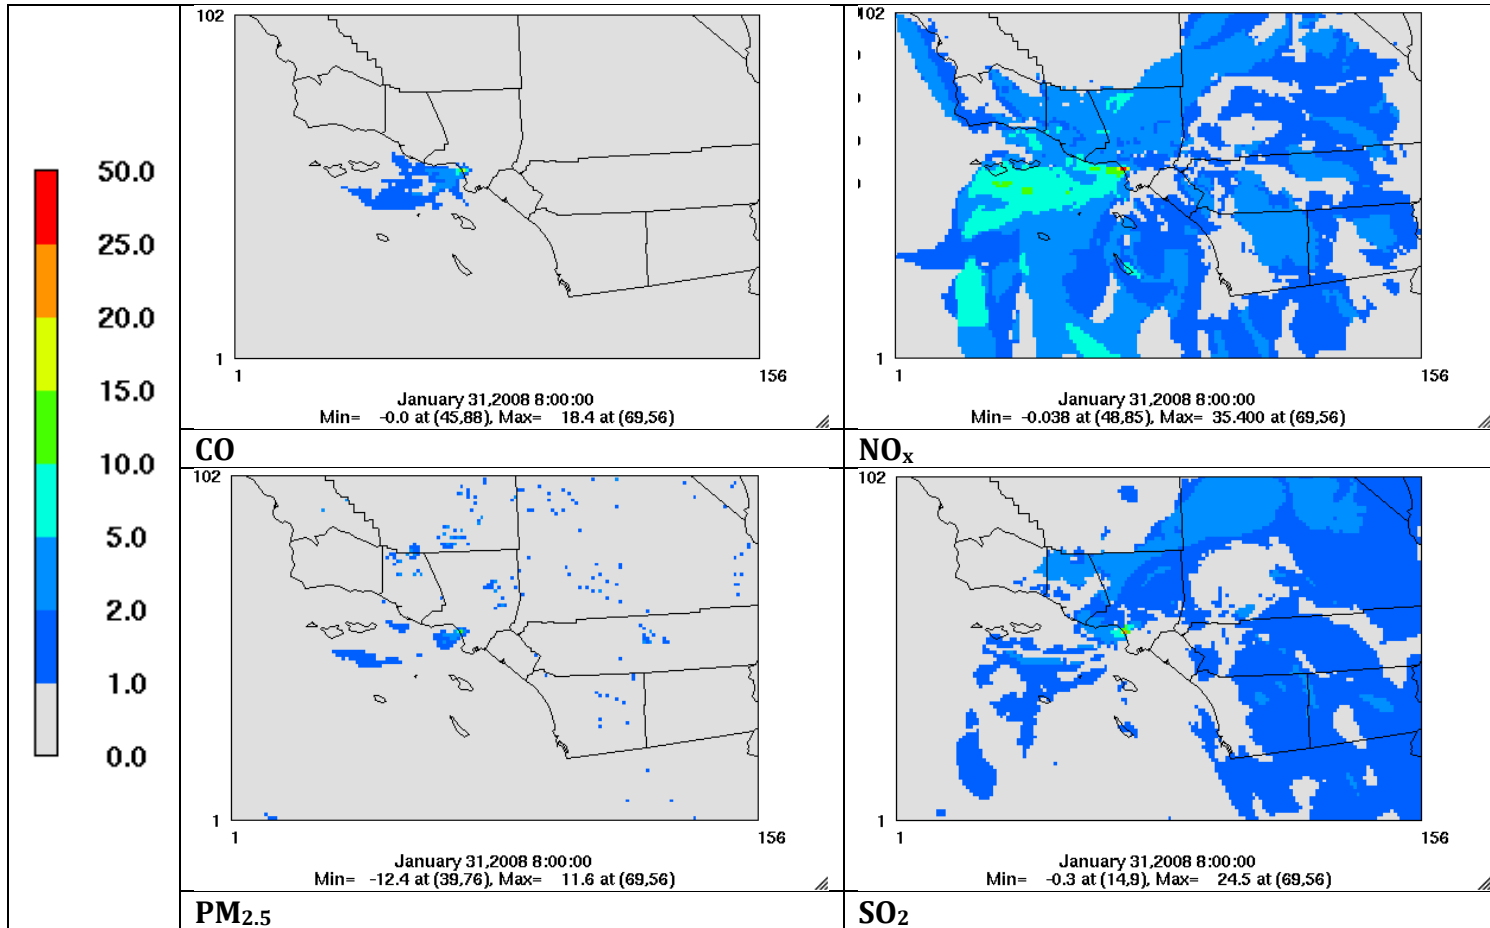 50.0
25.0
20.0
15.0
10.0
5.0
2.0
1.0
0.0
102
1
1
156
January 31,2008 8:00:00
Min= -0.0 at (45,88), Max= 18.4 at (69,56)
CO
102
1
1
156
January 31,2008 8:00:00
Min= -0.038 at (48,85), Max= 35.400 at (69,56)
NOx
102
1
1
156
January 31,2008 8:00:00
Min= -12.4 at (39,76), Max= 11.6 at (69,56)
PM2.5
102
1
1
156
January 31,2008 8:00:00
Min= -0.3 at (14,9), Max= 24.5 at (69,56)
SO2